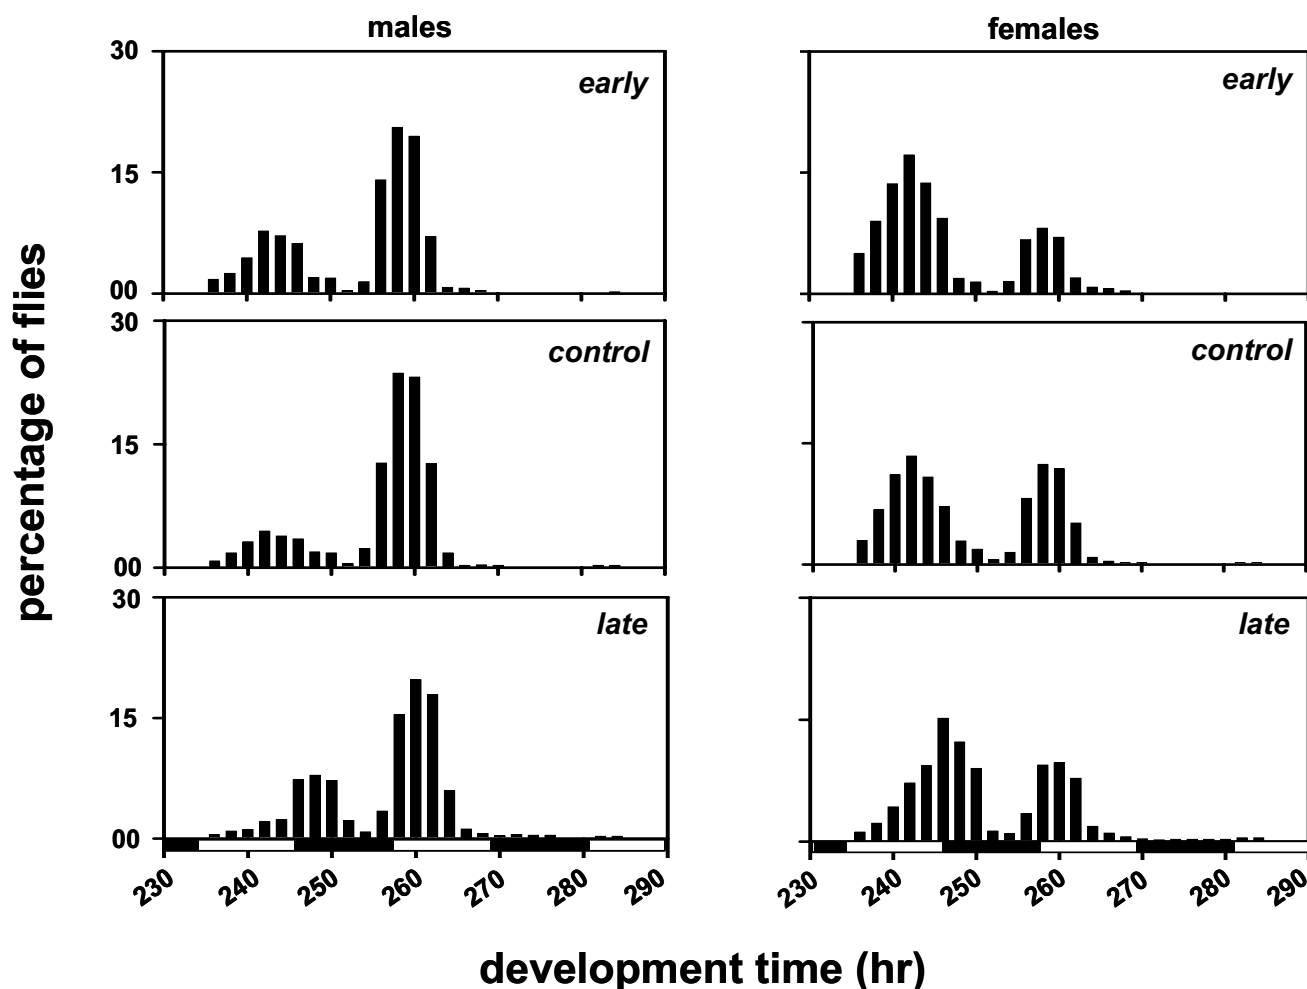 males
females
percentage of flies
30
early
15
00
early
30
control
15
00
control
30
late
15
00
late
230 240 250 260 270 280 290
230 240 250 260 270 280 290
development time (hr)